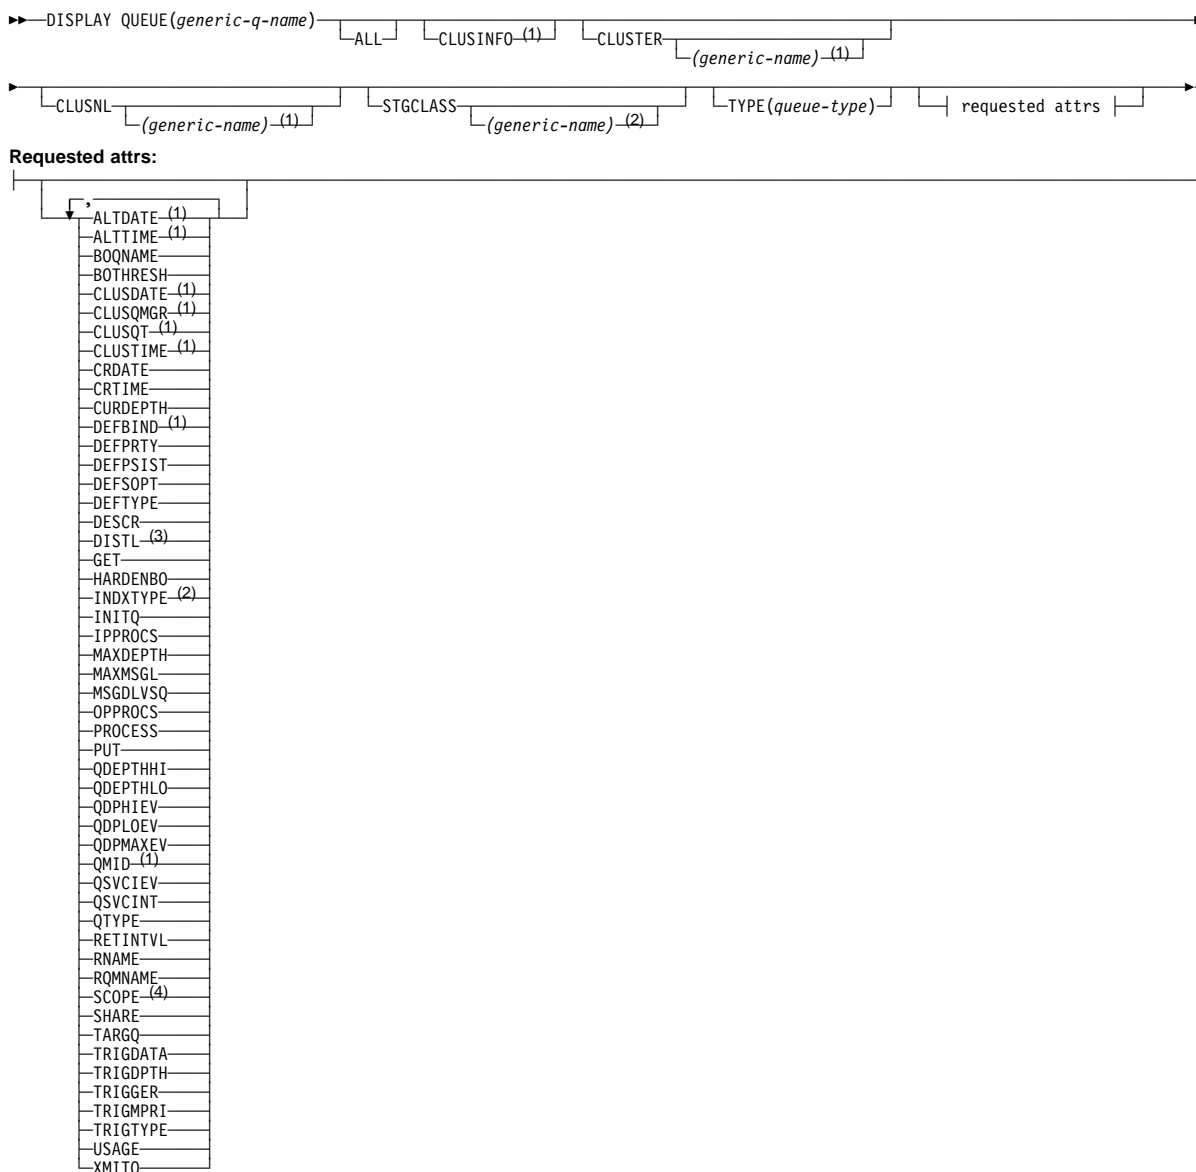 DISPLAY QUEUE(generic-q-name) ALL CLUSINFO (1) CLUSTER (generic-name) (1)
CLUSNL (generic-name) (1) STGCLASS (generic-name) (2) TYPE(queue-type) requested attrs
Requested attrs:
,
ALTDATE (1)
ALTTIME (1)
BOQNAME
BOTHRESH
CLUSDATE (1)
CLUSQMGR (1)
CLUSQT (1)
CLUSTIME (1)
CRDATE
CRTIME
CURDEPTH
DEFBIND (1)
DEFPRTY
DEFPSIST
DEFSOPT
DEFTYPE
DESCR
DISTL (3)
GET
HARDENBO
INDXTYPE (2)
INITQ
IPPROCS
MAXDEPTH
MAXMSGL
MSGDLVSQ
OPPROCS
PROCESS
PUT
QDEPTHHI
QDEPTHLO
QDPHIEV
QDPLOEV
QDPMAXEV
QMID (1)
QSVCIEV
QSVCINT
QTYPE
RETINTVL
RNAME
RQMNAME
SCOPE (4)
SHARE
TARGQ
TRIGDATA
TRIGDPTH
TRIGGER
TRIGMPRI
TRIGTYPE
USAGE
XMITQ